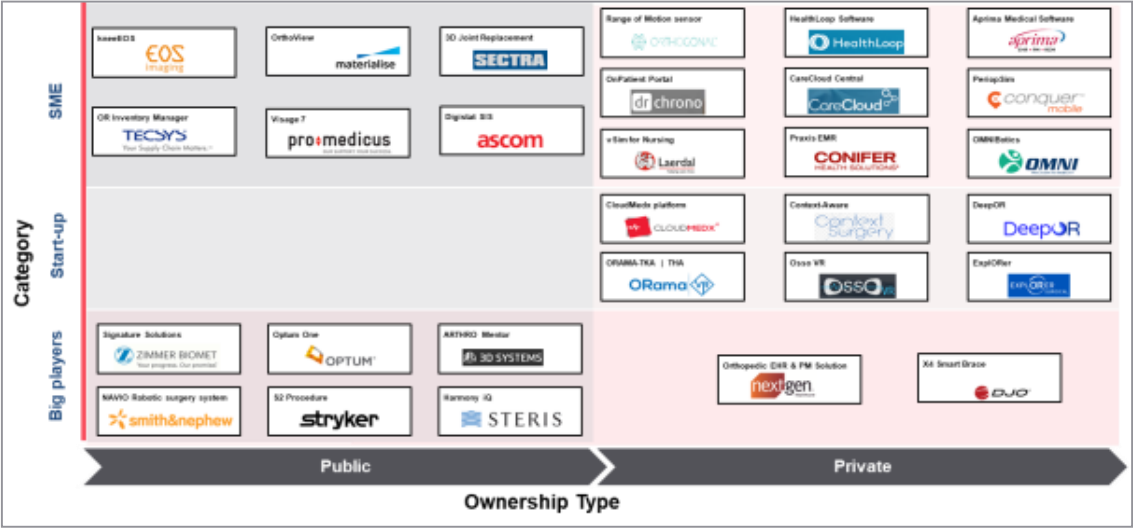 Category
SME
kneeEOS
EOS
imaging
OrthoView
materialise
3D Joint Replacement
SECTRA
OR Inventory Manager
TECSYS
Your Supply Chain Matters.™
Visage 7
pro medicus
Digistat SIS
ascom
Range of Motion sensor
HealthLoop Software
HealthLoop
Aprima Medical Software
aprima
OnPatient Portal
dr chrono
CareCloud Central
CareCloud
PeriopSim
conquer
mobile
vSim for Nursing
Laerdal
Praxis EMR
CONIFER
HEALTH SOLUTIONS®
OMNIBotics
OMNI
Start-up
CloudMedx platform
CLOUDMEDX
Context-Aware
Context
Surgery
DeepOR
DeepOR
ORAMA-TKA | THA
ORama VR
Osso VR
OSSO VR
ExplORer
EXPLORER
Big players
Signature Solutions
ZIMMER BIOMET
Your progress. Our promise.
Optum One
OPTUM
ARTHRO Mentor
3D SYSTEMS
NAVIO Robotic surgery system
smith&nephew
S2 Procedure
stryker
Harmony iQ
STERIS
Orthopedic EHR & PM Solution
nextgen
X4 Smart Brace
DJO
Public
Private
Ownership Type